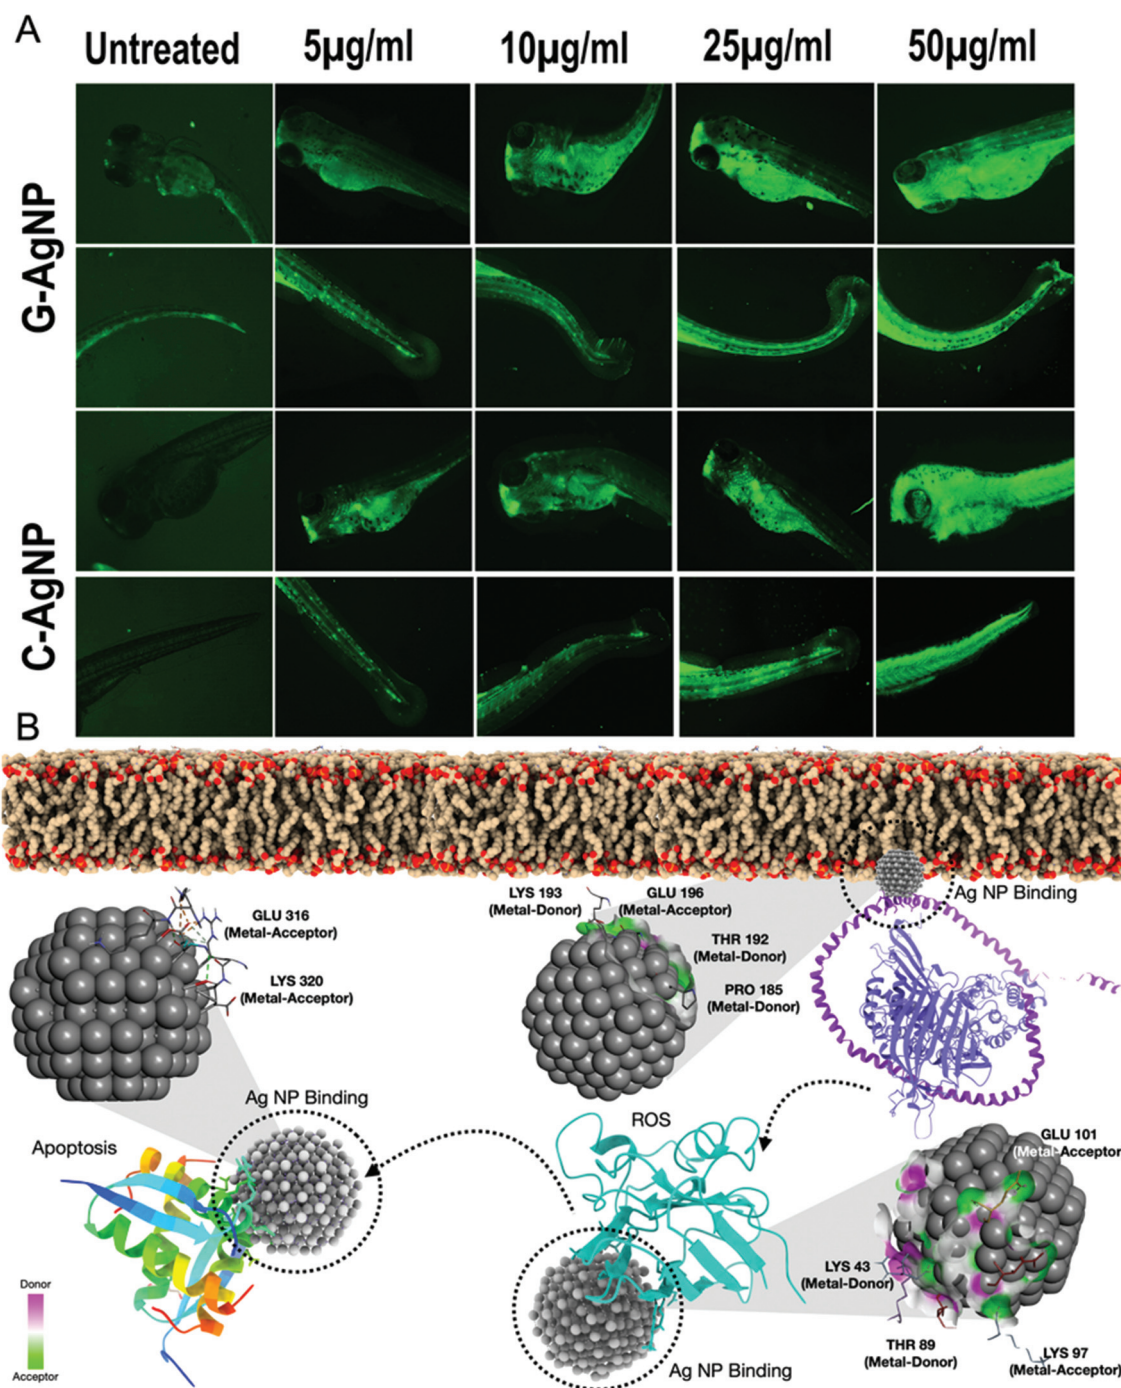 A
Untreated
5µg/ml
10µg/ml
25µg/ml
50µg/ml
G-AgNP
C-AgNP
B
Ag NP Binding
GLU 316
(Metal-Acceptor)
LYS 320
(Metal-Acceptor)
LYS 193
(Metal-Donor)
GLU 196
(Metal-Acceptor)
THR 192
(Metal-Donor)
PRO 185
(Metal-Donor)
Ag NP Binding
Apoptosis
ROS
GLU 101
(Metal-Acceptor
LYS 43
(Metal-Donor)
THR 89
(Metal-Donor)
LYS 97
(Metal-Acceptor)
Ag NP Binding
Donor
Acceptor